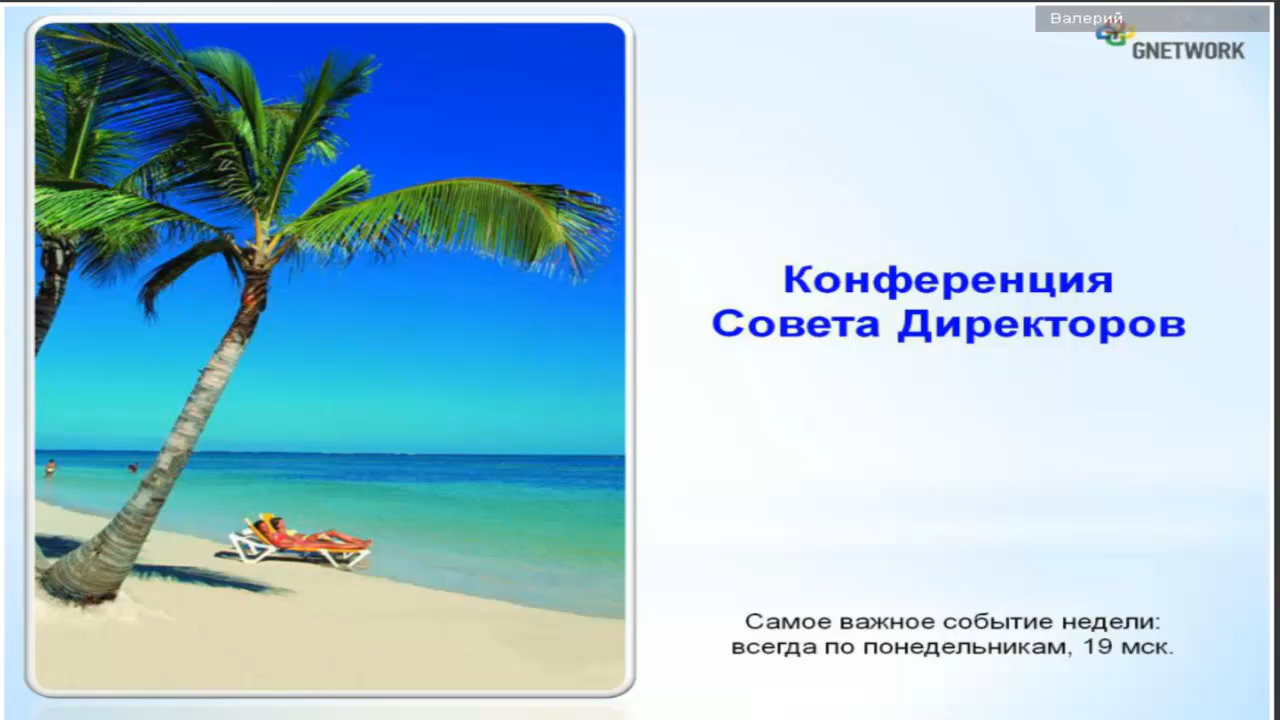 Валерий
GNETWORK
Конференция
Совета Директоров
Самое важное событие недели:
всегда по понедельникам, 19 мск.